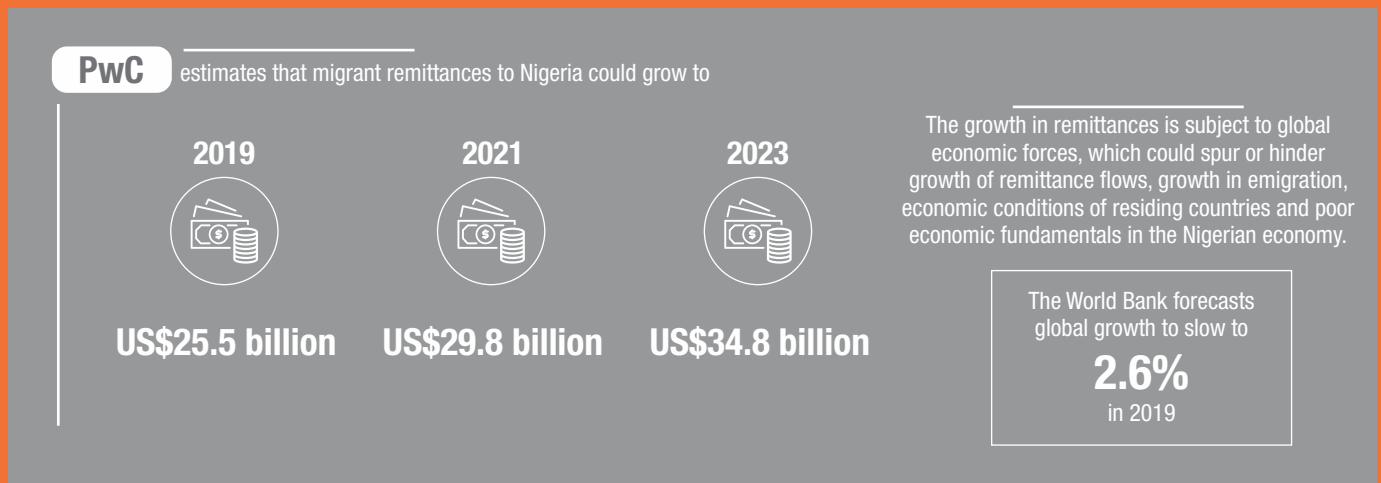 PwC estimates that migrant remittances to Nigeria could grow to
2019
US$25.5 billion
2021
US$29.8 billion
2023
US$34.8 billion
The growth in remittances is subject to global
economic forces, which could spur or hinder
growth of remittance flows, growth in emigration,
economic conditions of residing countries and poor
economic fundamentals in the Nigerian economy.
The World Bank forecasts
global growth to slow to
2.6%
in 2019